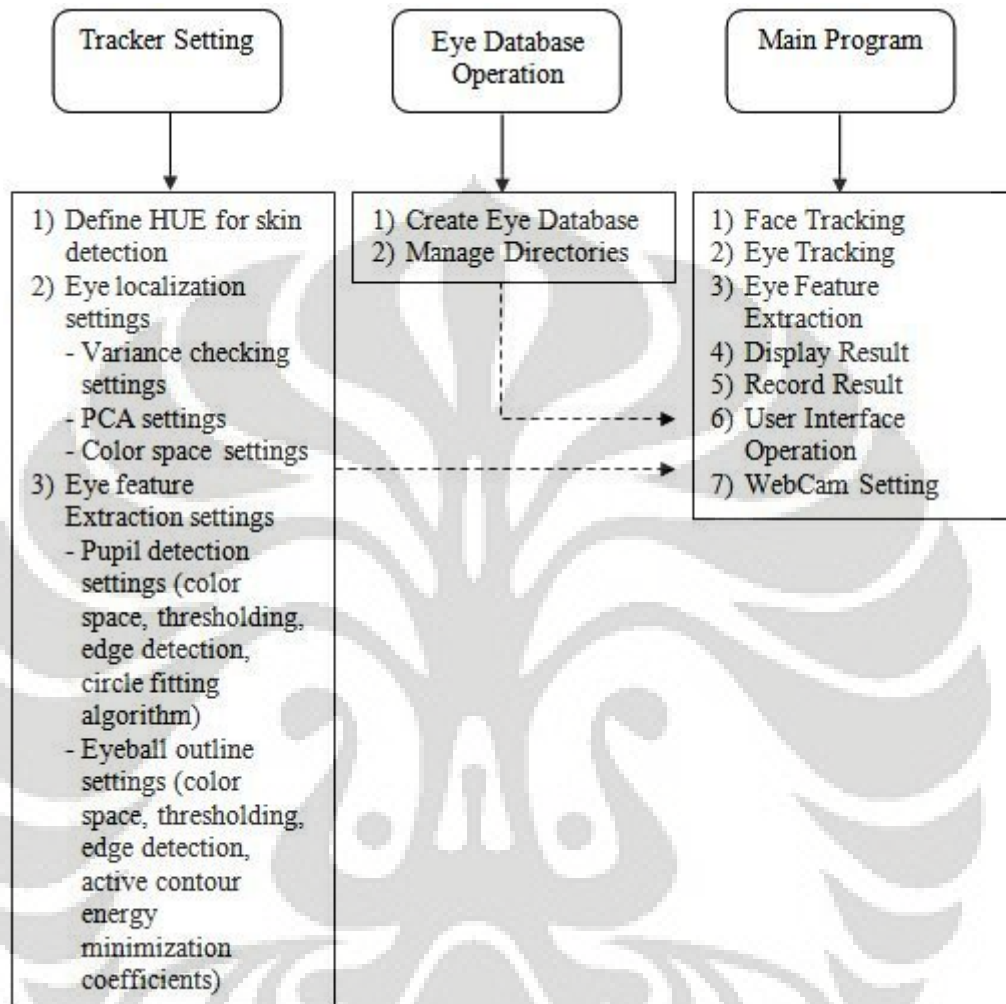 Tracker Setting
Eye Database
Operation
Main Program
1) Define HUE for skin
detection
2) Eye localization
settings
- Variance checking
settings
- PCA settings
- Color space settings
3) Eye feature
Extraction settings
- Pupil detection
settings (color
space, thresholding,
edge detection,
circle fitting
algorithm)
- Eyeball outline
settings (color
space, thresholding,
edge detection,
active contour
energy
minimization
coefficients)
1) Create Eye Database
2) Manage Directories
1) Face Tracking
2) Eye Tracking
3) Eye Feature
Extraction
4) Display Result
5) Record Result
6) User Interface
Operation
7) WebCam Setting